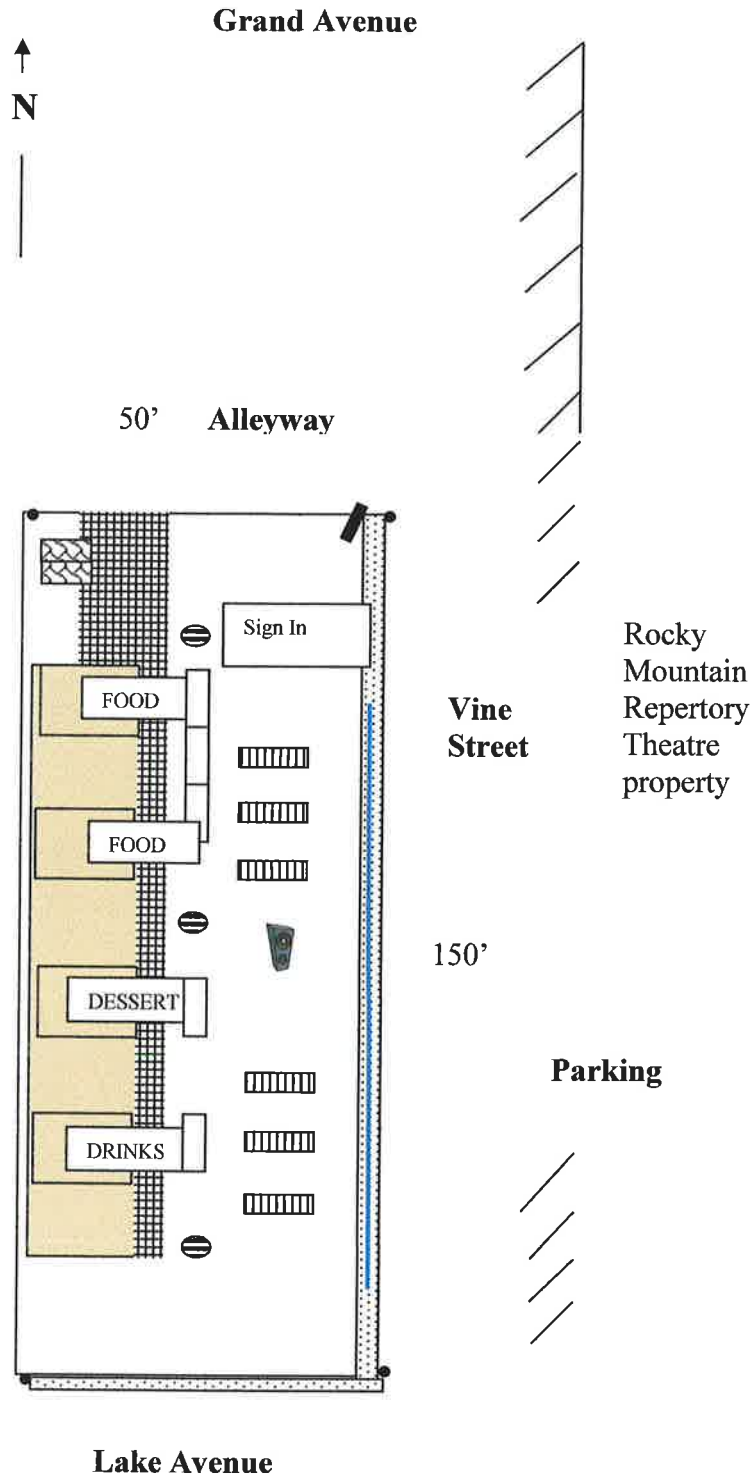 Grand Avenue
N
50’ Alleyway
Sign In
FOOD
FOOD
DESSERT
DRINKS
Vine
Street
Rocky
Mountain
Repertory
Theatre
property
150’
Parking
Lake Avenue